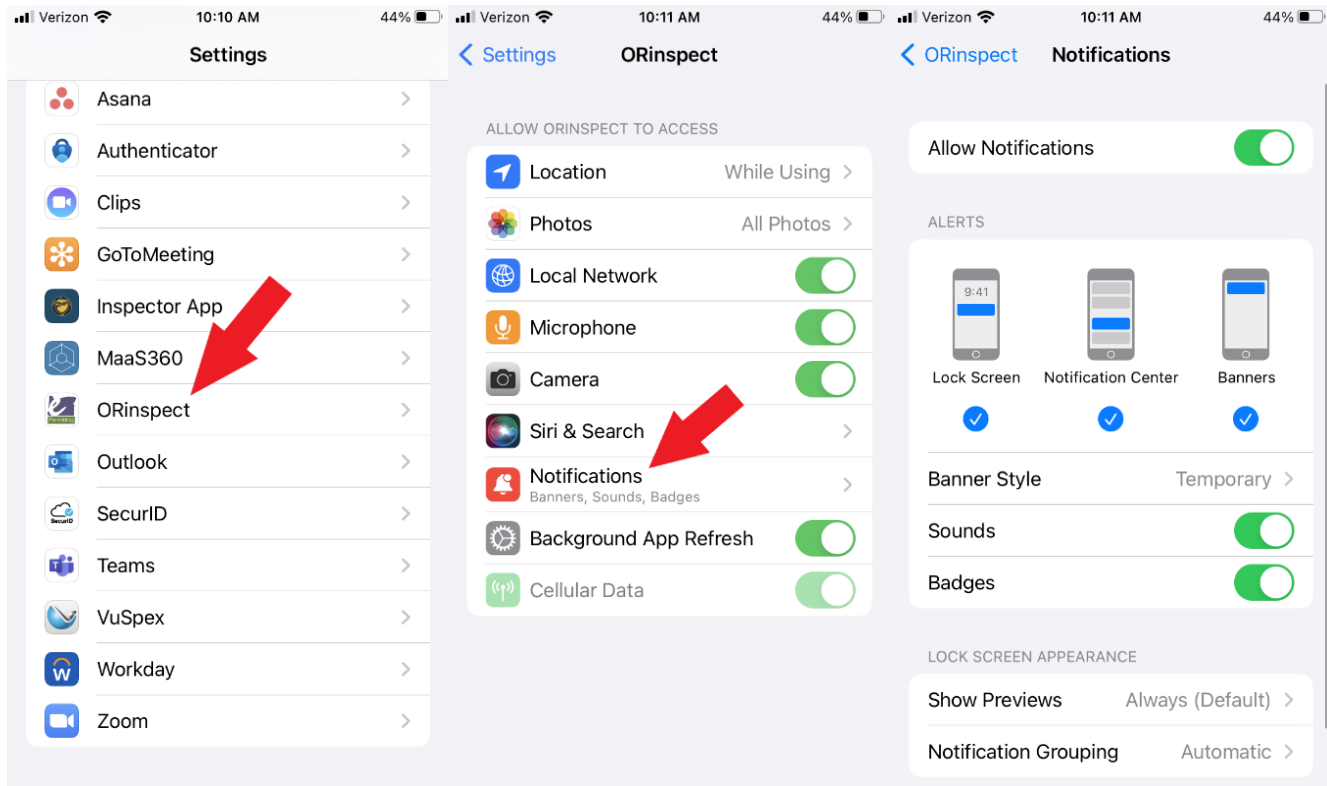 Verizon 10:10 AM 44%
Settings
Asana
Authenticator
Clips
GoToMeeting
Inspector App
MaaS360
ORinspect
Outlook
SecurID
SecurID
Teams
VuSpex
Workday
Zoom
Verizon 10:11 AM 44%
Settings ORinspect
ALLOW ORINSPECT TO ACCESS
Location While Using
Photos All Photos
Local Network
Microphone
Camera
Siri & Search
Notifications
Banners, Sounds, Badges
Background App Refresh
Cellular Data
Verizon 10:11 AM 44%
ORinspect Notifications
Allow Notifications
ALERTS
9:41
Lock Screen Notification Center Banners
Banner Style Temporary
Sounds
Badges
LOCK SCREEN APPEARANCE
Show Previews Always (Default)
Notification Grouping Automatic